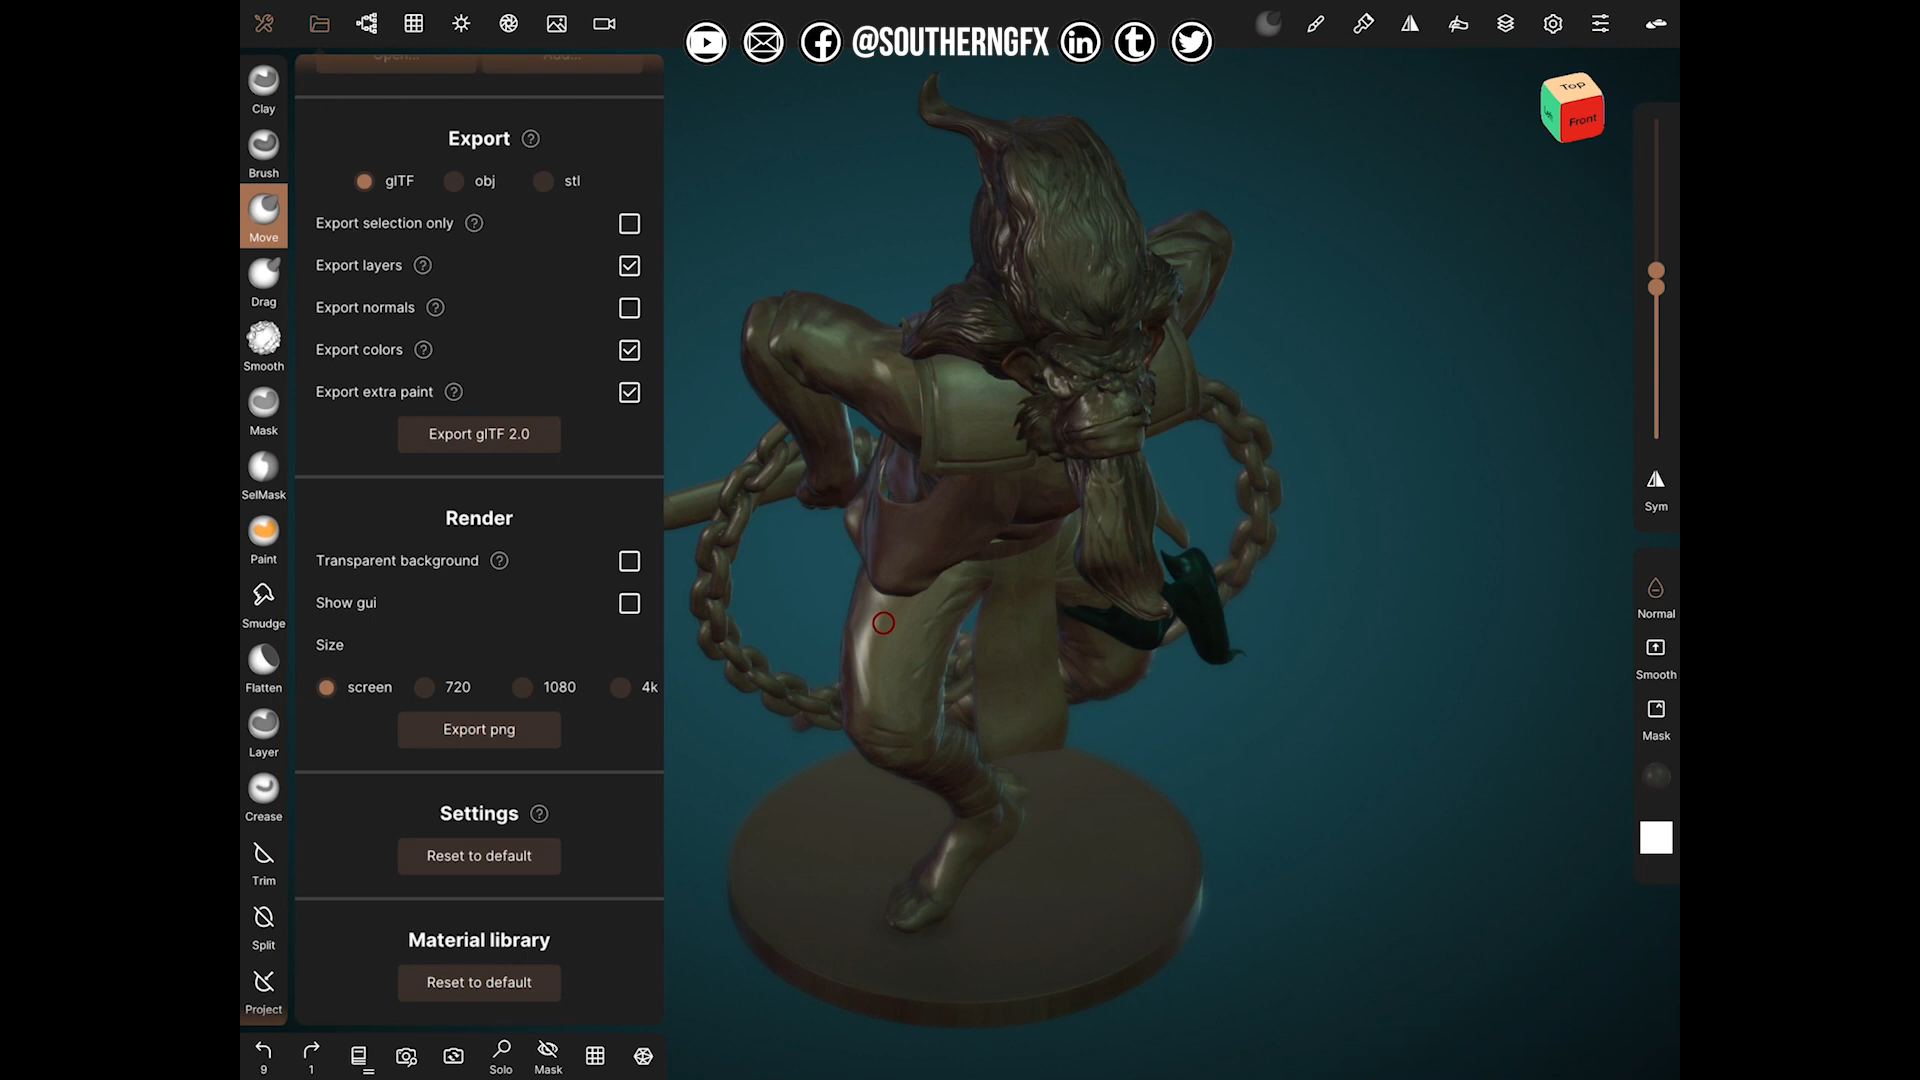 @SOUTHERNGFX
Clay
Brush
Move
Drag
Smooth
Mask
SelMask
Paint
Smudge
Flatten
Layer
Crease
Trim
Split
Project
Open...
Add...
Export
glTF obj stl
Export selection only
Export layers
Export normals
Export colors
Export extra paint
Export glTF 2.0
Render
Transparent background
Show gui
Size
screen 720 1080 4k
Export png
Settings
Reset to default
Material library
Reset to default
9
1
Solo
Mask
Top
Left
Front
Sym
Normal
Smooth
Mask